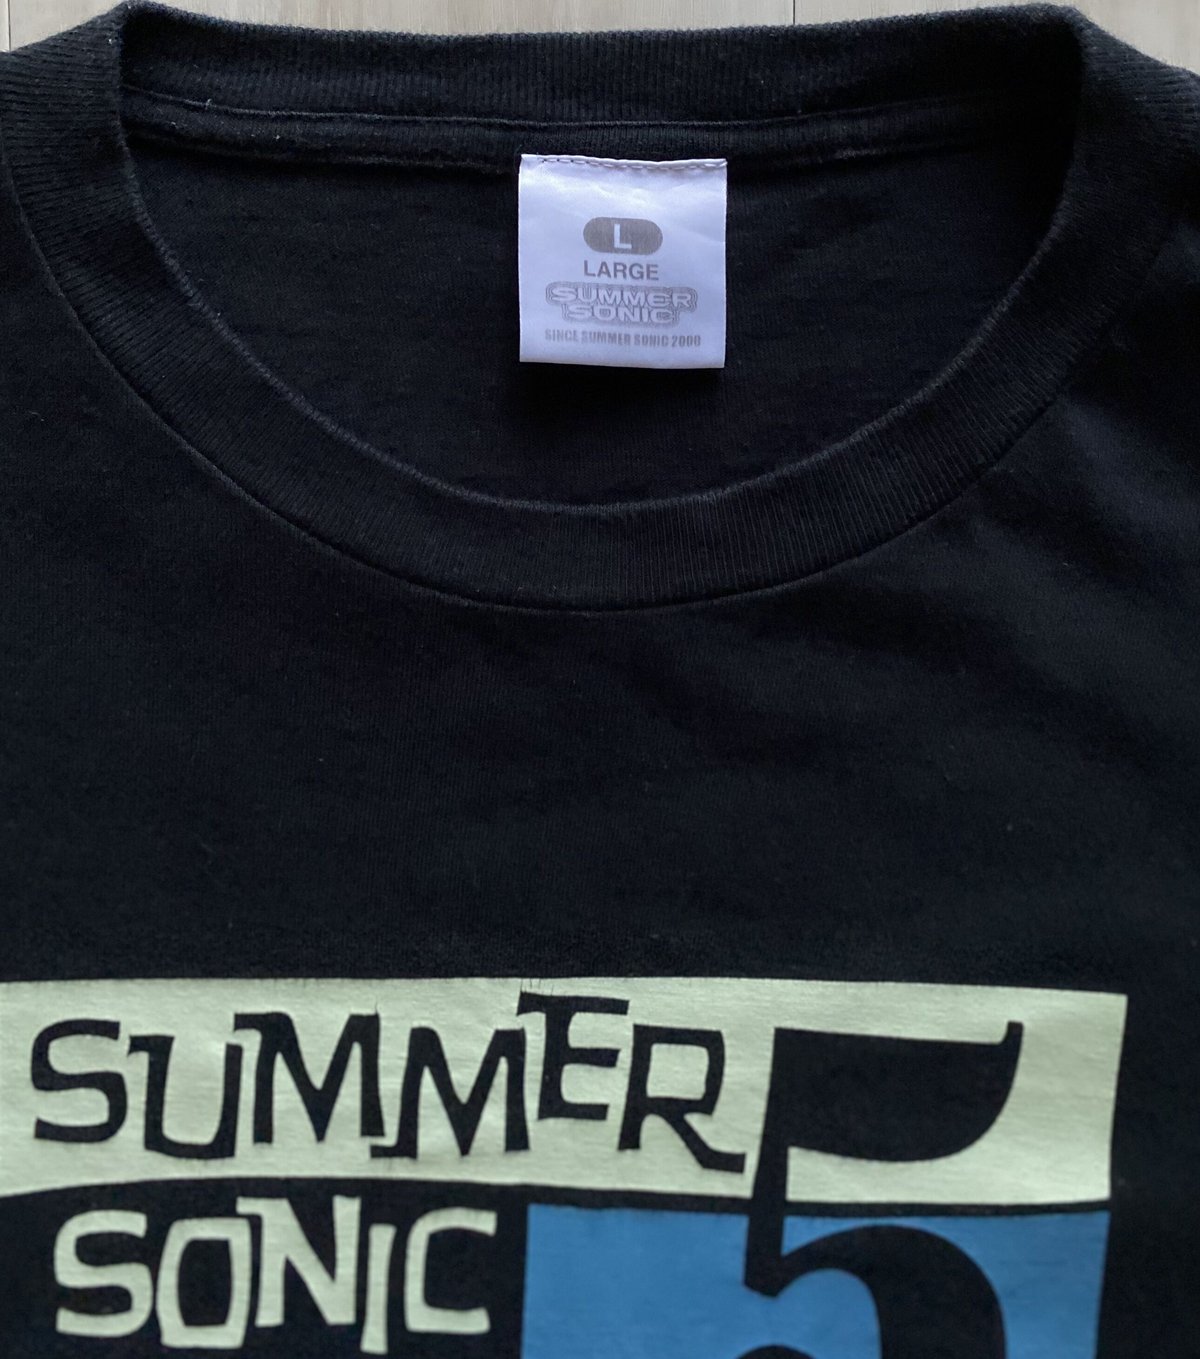 L
LARGE
SUMMER
SONIC
SINCE SUMMER SONIC 2000
SUMMER 5
SONIC